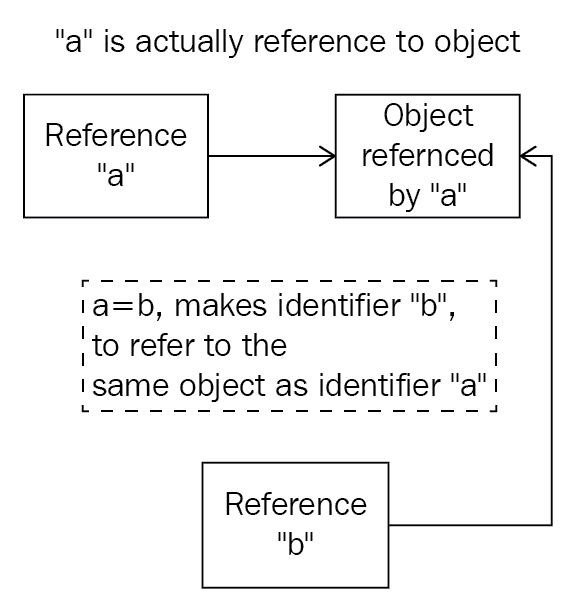 "a" is actually reference to object
Reference
"a"
Object
refernced
by "a"
a=b, makes identifier "b",
to refer to the
same object as identifier "a"
Reference
"b"